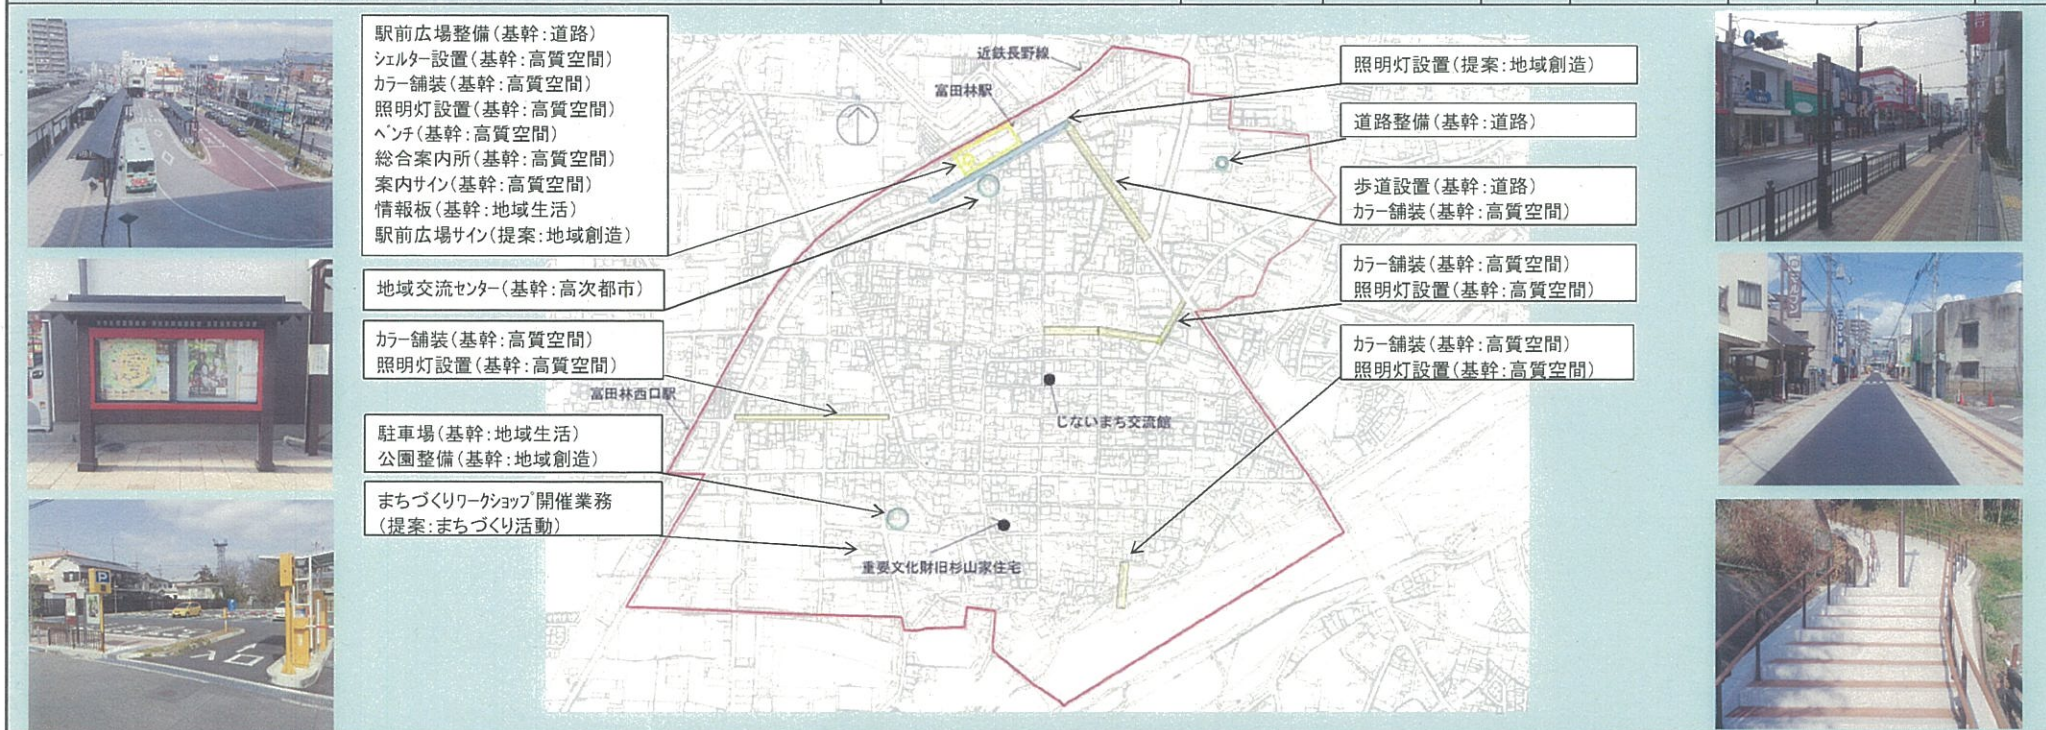 駅前広場整備(基幹:道路)
シェルター設置(基幹:高質空間)
カラー舗装(基幹:高質空間)
照明灯設置(基幹:高質空間)
ベンチ(基幹:高質空間)
総合案内所(基幹:高質空間)
案内サイン(基幹:高質空間)
情報板(基幹:地域生活)
駅前広場サイン(提案:地域創造)
地域交流センター(基幹:高次都市)
カラー舗装(基幹:高質空間)
照明灯設置(基幹:高質空間)
駐車場(基幹:地域生活)
公園整備(基幹:地域創造)
まちづくりワークショップ開催業務
(提案:まちづくり活動)
近鉄長野線
富田林駅
富田林西口駅
じないまち交流館
重要文化財旧杉山家住宅
照明灯設置(提案:地域創造)
道路整備(基幹:道路)
歩道設置(基幹:道路)
カラー舗装(基幹:高質空間)
カラー舗装(基幹:高質空間)
照明灯設置(基幹:高質空間)
カラー舗装(基幹:高質空間)
照明灯設置(基幹:高質空間)
P